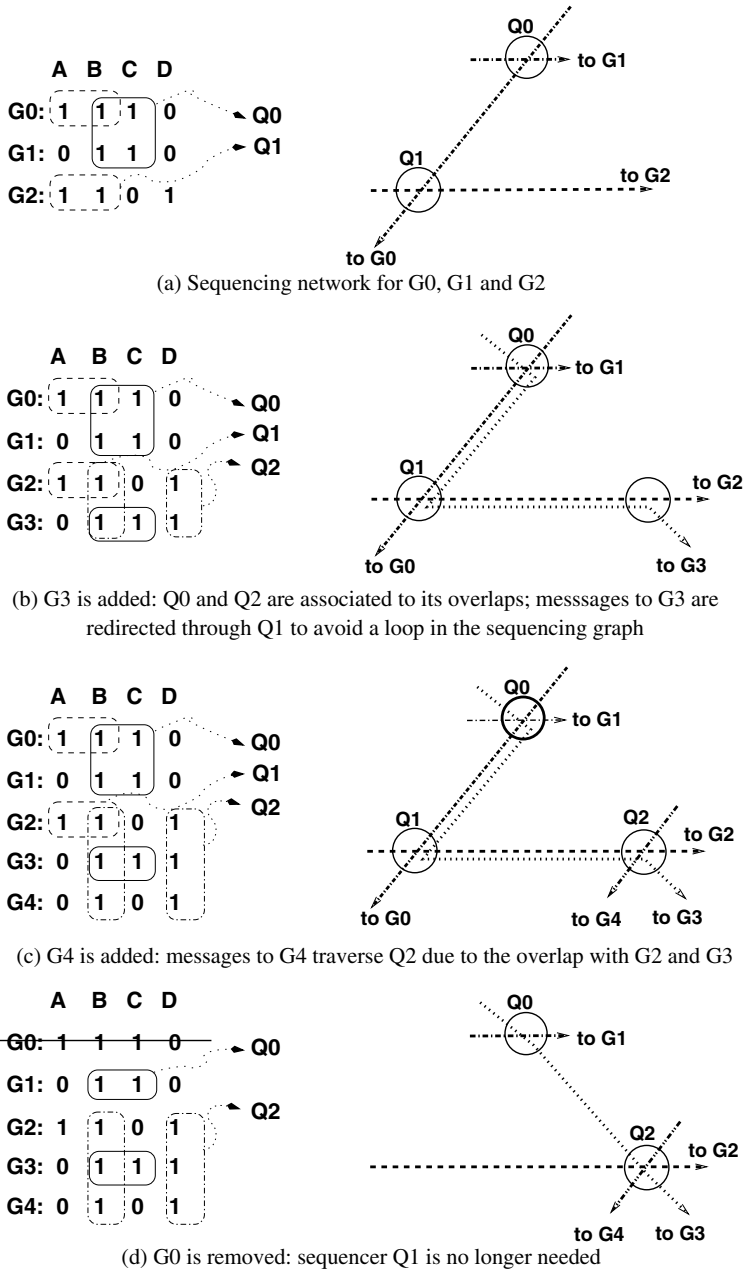 A B C D
G0: 1 1 1 0
G1: 0 1 1 0
G2: 1 1 0 1
Q0
Q1
Q0
to G1
Q1
to G2
to G0
(a) Sequencing network for G0, G1 and G2
A B C D
G0: 1 1 1 0
G1: 0 1 1 0
G2: 1 1 0 1
G3: 0 1 1 1
Q0
Q1
Q2
Q0
to G1
Q1
to G2
to G0
to G3
(b) G3 is added: Q0 and Q2 are associated to its overlaps; messsages to G3 are
redirected through Q1 to avoid a loop in the sequencing graph
A B C D
G0: 1 1 1 0
G1: 0 1 1 0
G2: 1 1 0 1
G3: 0 1 1 1
G4: 0 1 0 1
Q0
Q1
Q2
Q0
to G1
Q1
Q2
to G2
to G0
to G4
to G3
(c) G4 is added: messages to G4 traverse Q2 due to the overlap with G2 and G3
A B C D
G0: 1 1 1 0
G1: 0 1 1 0
G2: 1 1 0 1
G3: 0 1 1 1
G4: 0 1 0 1
Q0
Q2
Q0
to G1
Q2
to G2
to G4
to G3
(d) G0 is removed: sequencer Q1 is no longer needed